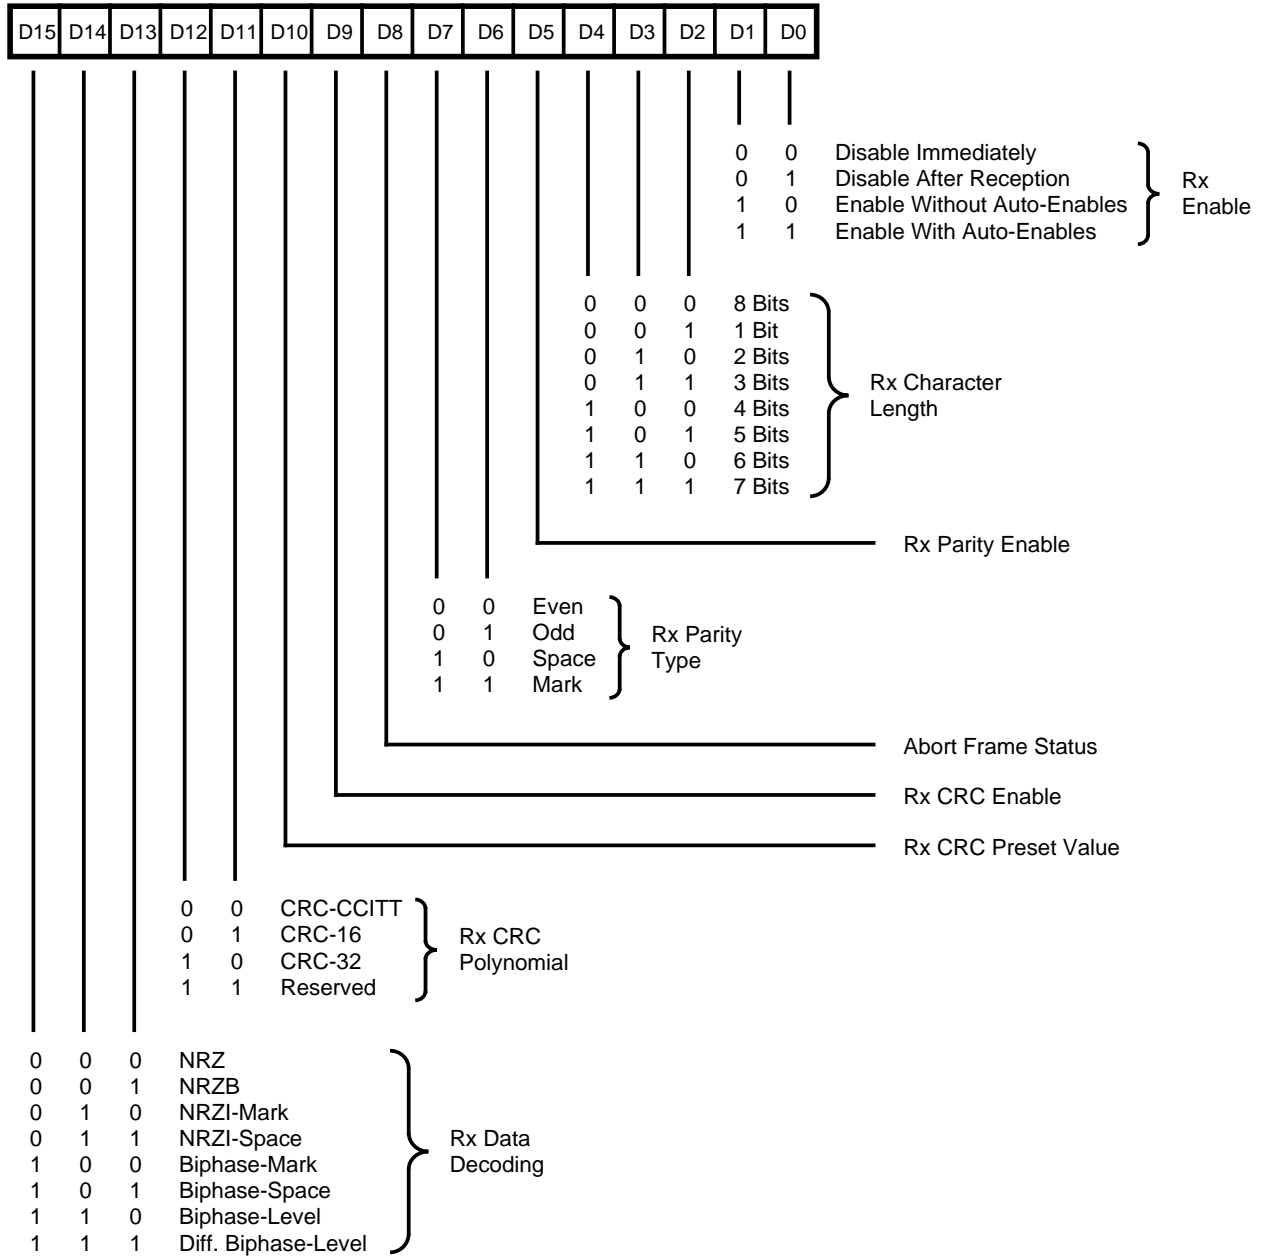 D15 D14 D13 D12 D11 D10 D9 D8 D7 D6 D5 D4 D3 D2 D1 D0
0 0 Disable Immediately
0 1 Disable After Reception
1 0 Enable Without Auto-Enables
1 1 Enable With Auto-Enables
Rx
Enable
0 0 0 8 Bits
0 0 1 1 Bit
0 1 0 2 Bits
0 1 1 3 Bits
1 0 0 4 Bits
1 0 1 5 Bits
1 1 0 6 Bits
1 1 1 7 Bits
Rx Character
Length
Rx Parity Enable
0 0 Even
0 1 Odd
1 0 Space
1 1 Mark
Rx Parity
Type
Abort Frame Status
Rx CRC Enable
Rx CRC Preset Value
0 0 CRC-CCITT
0 1 CRC-16
1 0 CRC-32
1 1 Reserved
Rx CRC
Polynomial
0 0 0 NRZ
0 0 1 NRZB
0 1 0 NRZI-Mark
0 1 1 NRZI-Space
1 0 0 Biphase-Mark
1 0 1 Biphase-Space
1 1 0 Biphase-Level
1 1 1 Diff. Biphase-Level
Rx Data
Decoding